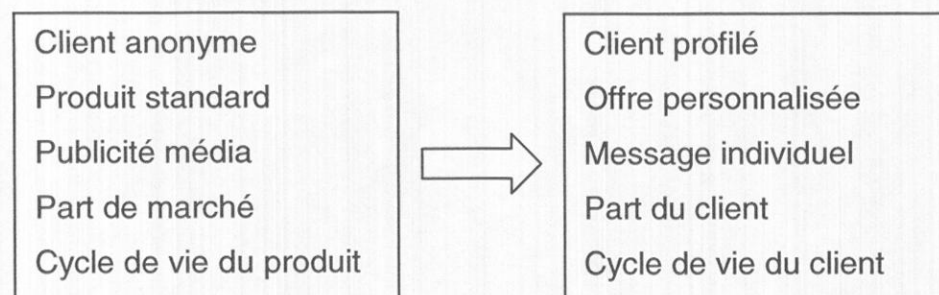 Client anonyme
Produit standard
Publicité média
Part de marché
Cycle de vie du produit
Client profilé
Offre personnalisée
Message individuel
Part du client
Cycle de vie du client